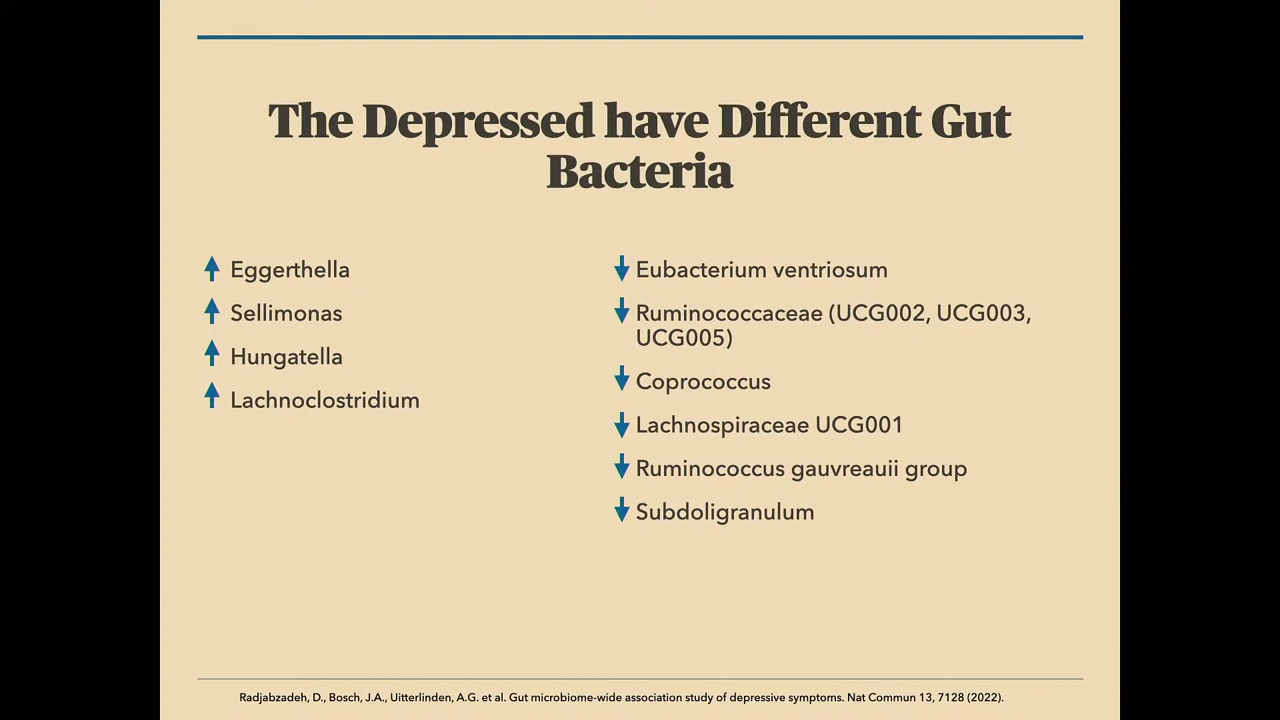 The Depressed have Different Gut
Bacteria
Eggerthella
Sellimonas
Hungatella
Lachnoclostridium
Eubacterium ventriosum
Ruminococcaceae (UCG002, UCG003,
UCG005)
Coprococcus
Lachnospiraceae UCG001
Ruminococcus gauvreauii group
Subdoligranulum
Radjabzadeh, D., Bosch, J.A., Uitterlinden, A.G. et al. Gut microbiome-wide association study of depressive symptoms. Nat Commun 13, 7128 (2022).